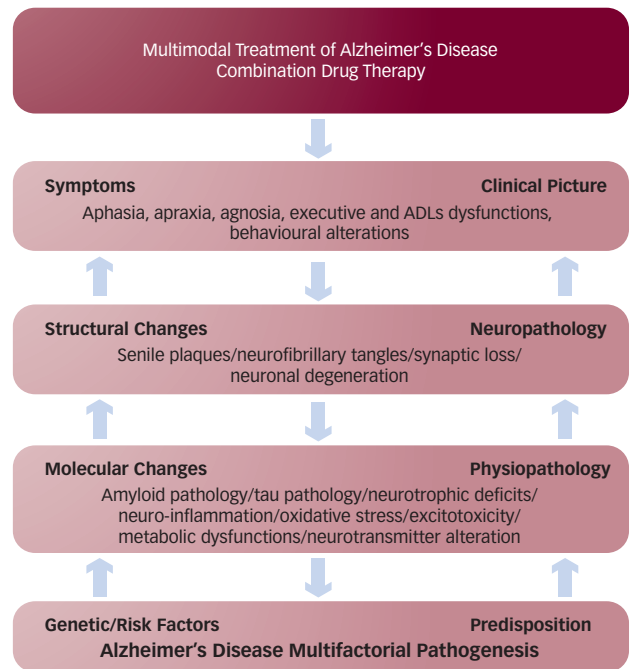 Multimodal Treatment of Alzheimer's Disease
Combination Drug Therapy
Symptoms Clinical Picture
Aphasia, apraxia, agnosia, executive and ADLs dysfunctions,
behavioural alterations
Structural Changes Neuropathology
Senile plaques/neurofibrillary tangles/synaptic loss/
neuronal degeneration
Molecular Changes Physiopathology
Amyloid pathology/tau pathology/neurotrophic deficits/
neuro-inflammation/oxidative stress/excitotoxicity/
metabolic dysfunctions/neurotransmitter alteration
Genetic/Risk Factors Predisposition
Alzheimer's Disease Multifactorial Pathogenesis